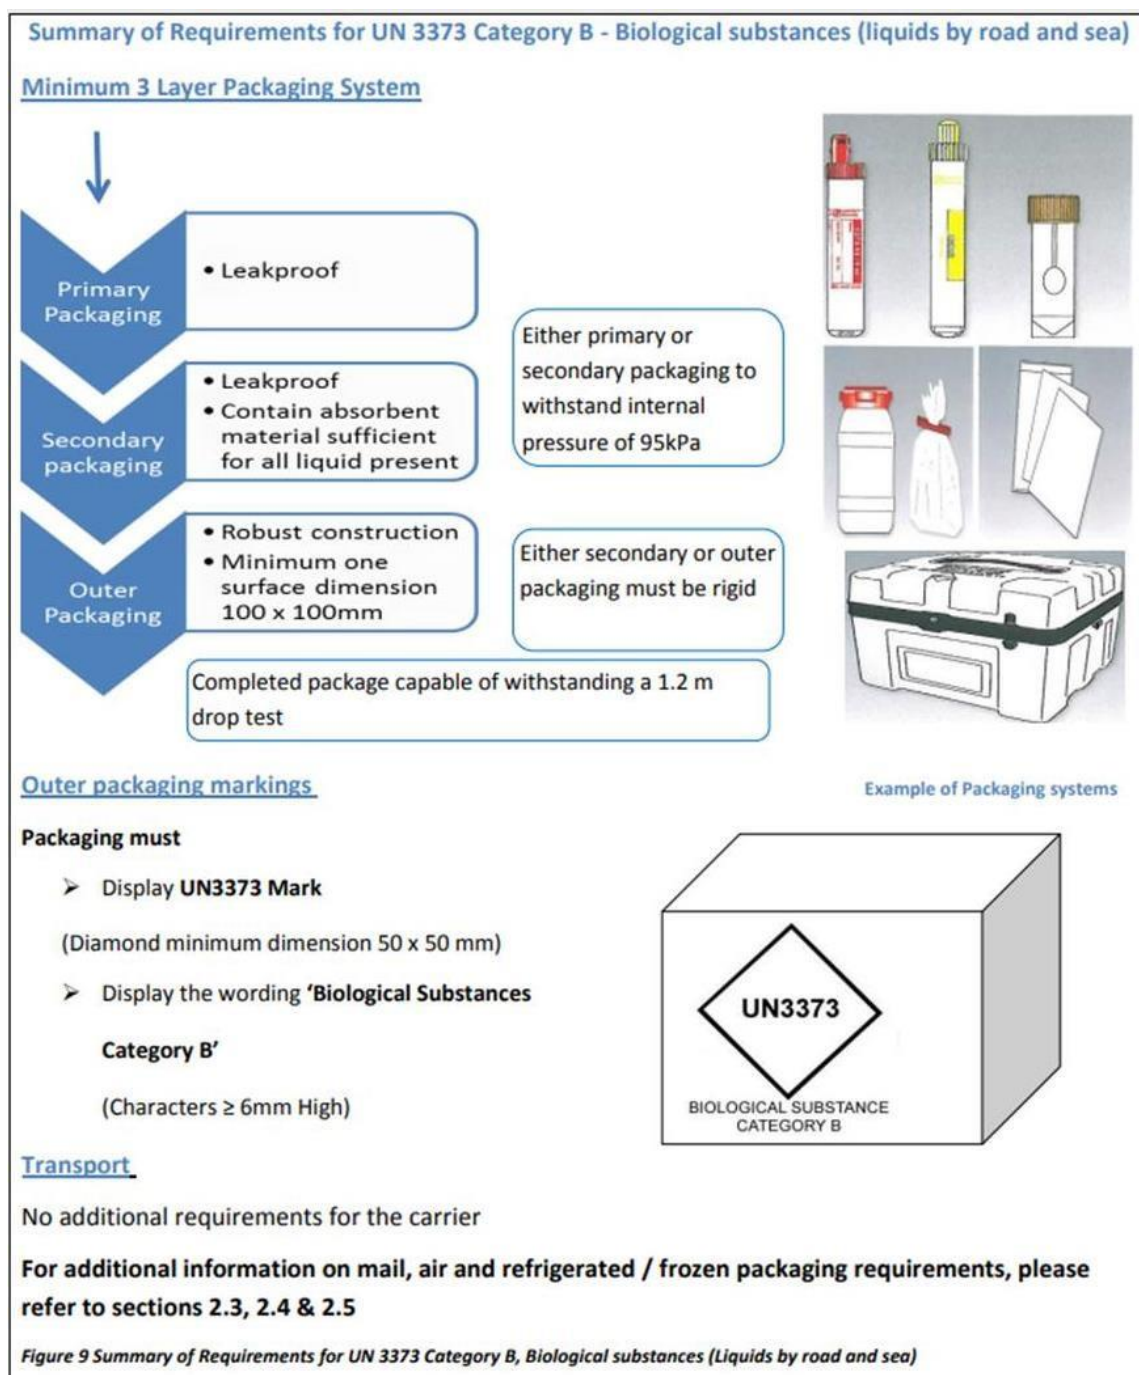 Summary of Requirements for UN 3373 Category B - Biological substances (liquids by road and sea)
Minimum 3 Layer Packaging System
Primary
Packaging
• Leakproof
Secondary
packaging
• Leakproof
• Contain absorbent
material sufficient
for all liquid present
Either primary or
secondary packaging to
withstand internal
pressure of 95kPa
Outer
Packaging
• Robust construction
• Minimum one
surface dimension
100 x 100mm
Either secondary or outer
packaging must be rigid
Completed package capable of withstanding a 1.2 m
drop test
Outer packaging markings
Example of Packaging systems
Packaging must
➢ Display UN3373 Mark
(Diamond minimum dimension 50 x 50 mm)
➢ Display the wording ‘Biological Substances
Category B’
(Characters ≥ 6mm High)
UN3373
BIOLOGICAL SUBSTANCE
CATEGORY B
Transport
No additional requirements for the carrier
For additional information on mail, air and refrigerated / frozen packaging requirements, please
refer to sections 2.3, 2.4 & 2.5
Figure 9 Summary of Requirements for UN 3373 Category B, Biological substances (Liquids by road and sea)